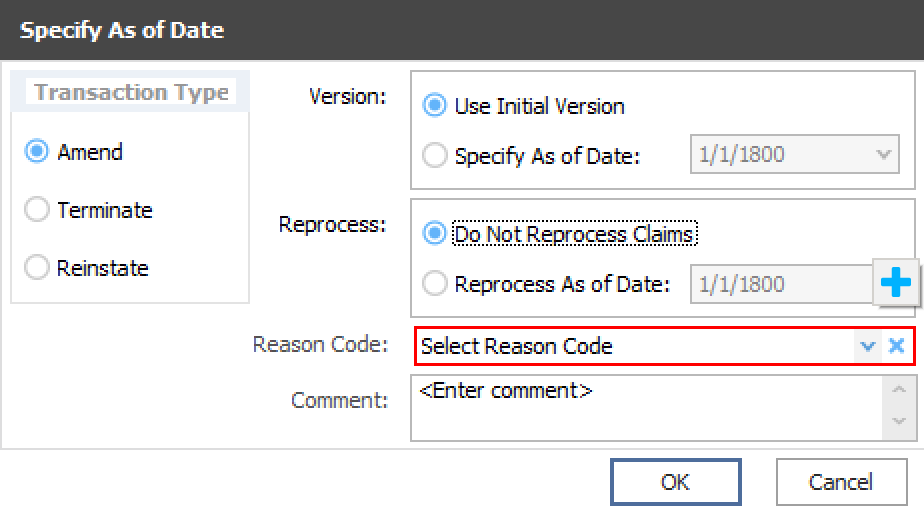 Specify As of Date
Transaction Type
Amend
Terminate
Reinstate
Version:
Use Initial Version
Specify As of Date: 1/1/1800
Reprocess:
Do Not Reprocess Claims
Reprocess As of Date: 1/1/1800
Reason Code: Select Reason Code
Comment: <Enter comment>
OK Cancel